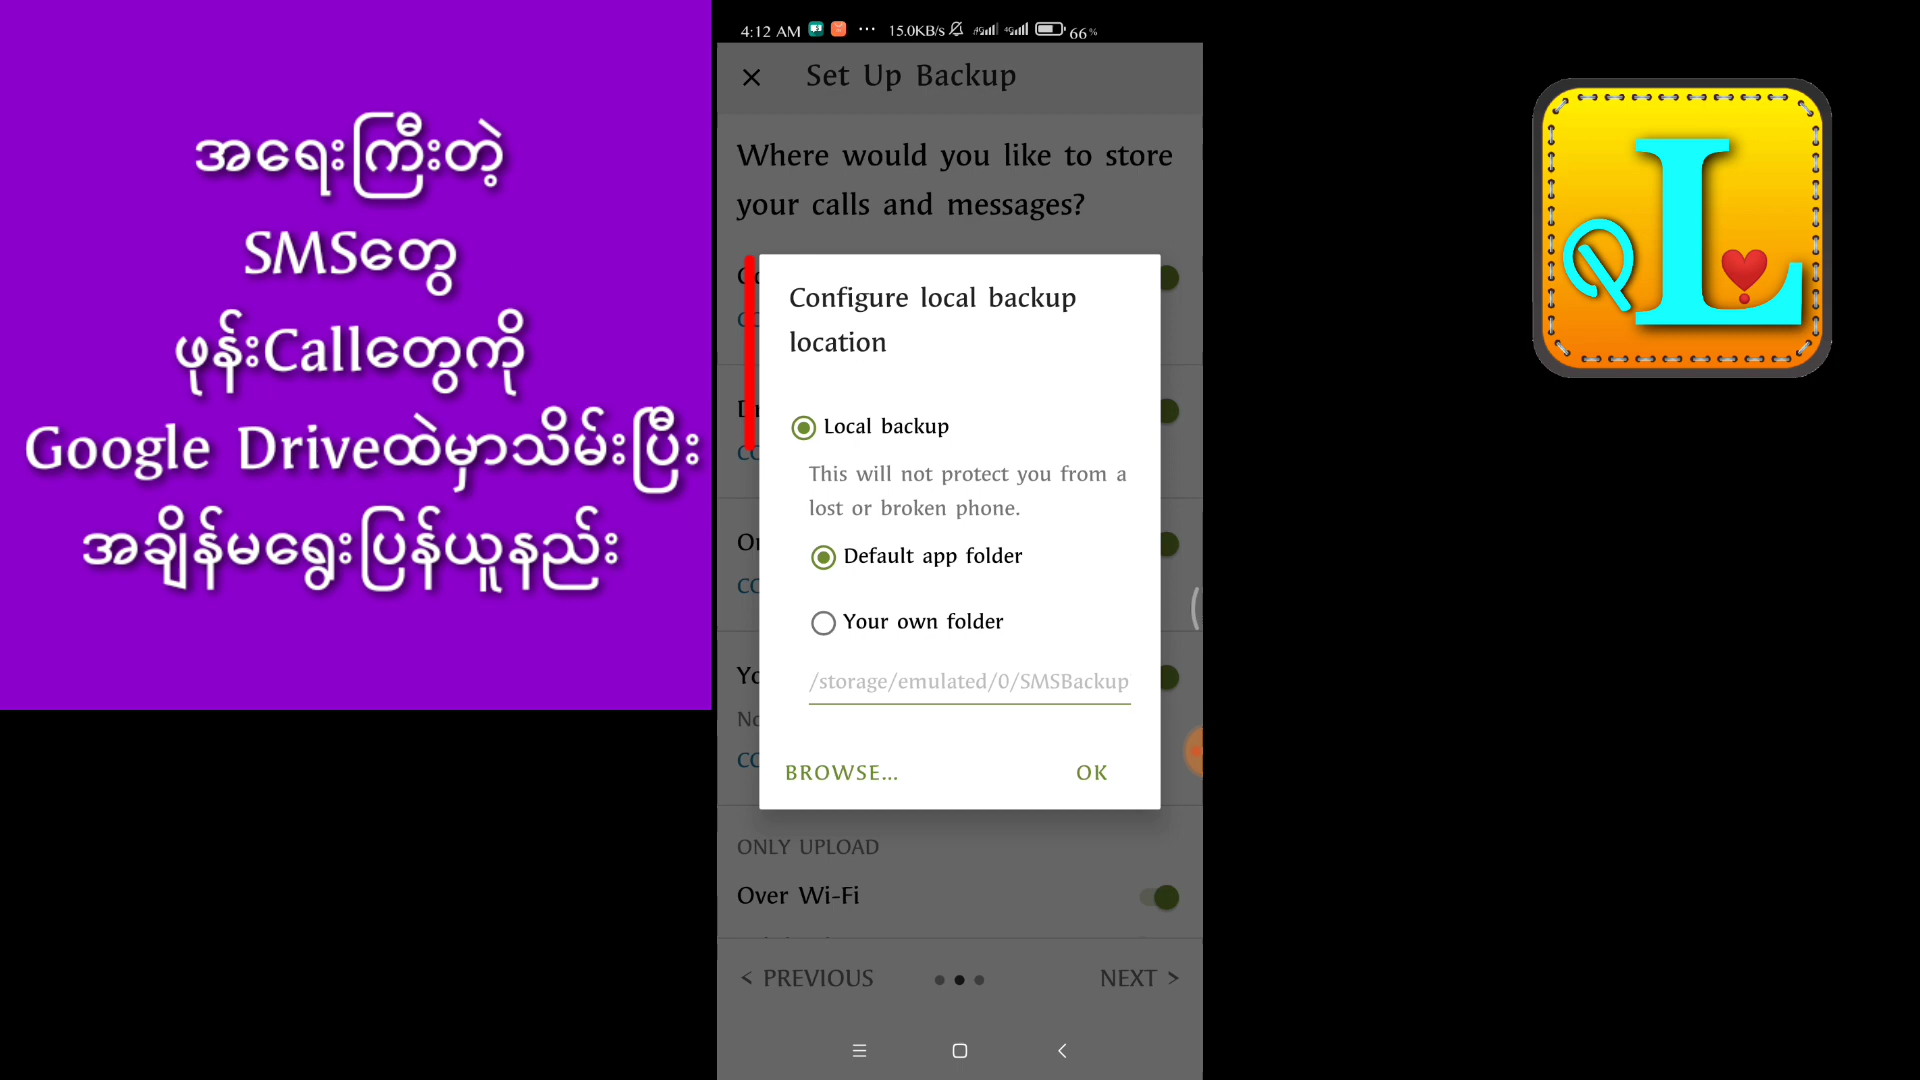 အရေးကြီးတဲ့
SMSတွေ
ဖုန်းCallတွေကို
Google Driveထဲမှာသိမ်းပြီး
အချိန်မရွေးပြန်ယူနည်း
4:12 AM ... 15.0KB/s 4G 4G 66%
Set Up Backup
Where would you like to store
your calls and messages?
Configure local backup
location
Local backup
This will not protect you from a
lost or broken phone.
Default app folder
Your own folder
/storage/emulated/0/SMSBackup
BROWSE... OK
ONLY UPLOAD
Over Wi-Fi
< PREVIOUS NEXT >
L